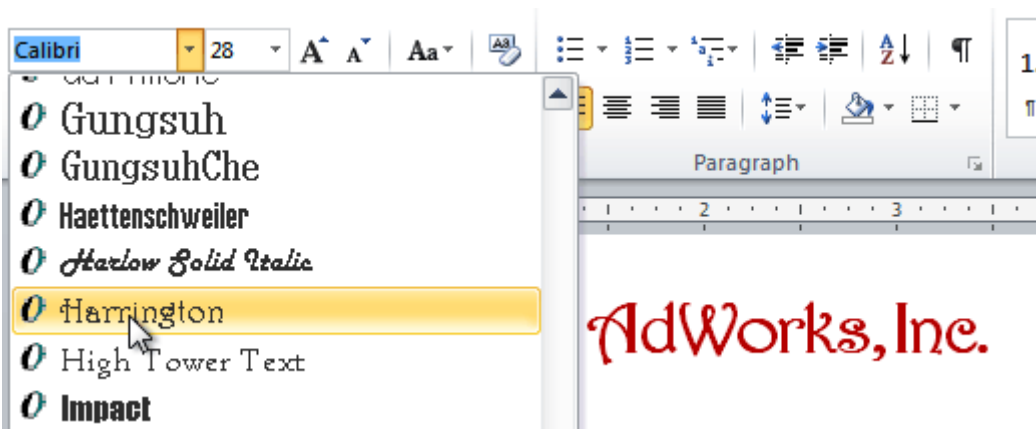 Calibri 28 A A Aa
Gungsuh
GungsuhChe
Paragraph
Haettenschweiler
2 3
Harlow Solid Italic
Harrington
AdWorks, Inc.
High Tower Text
Impact